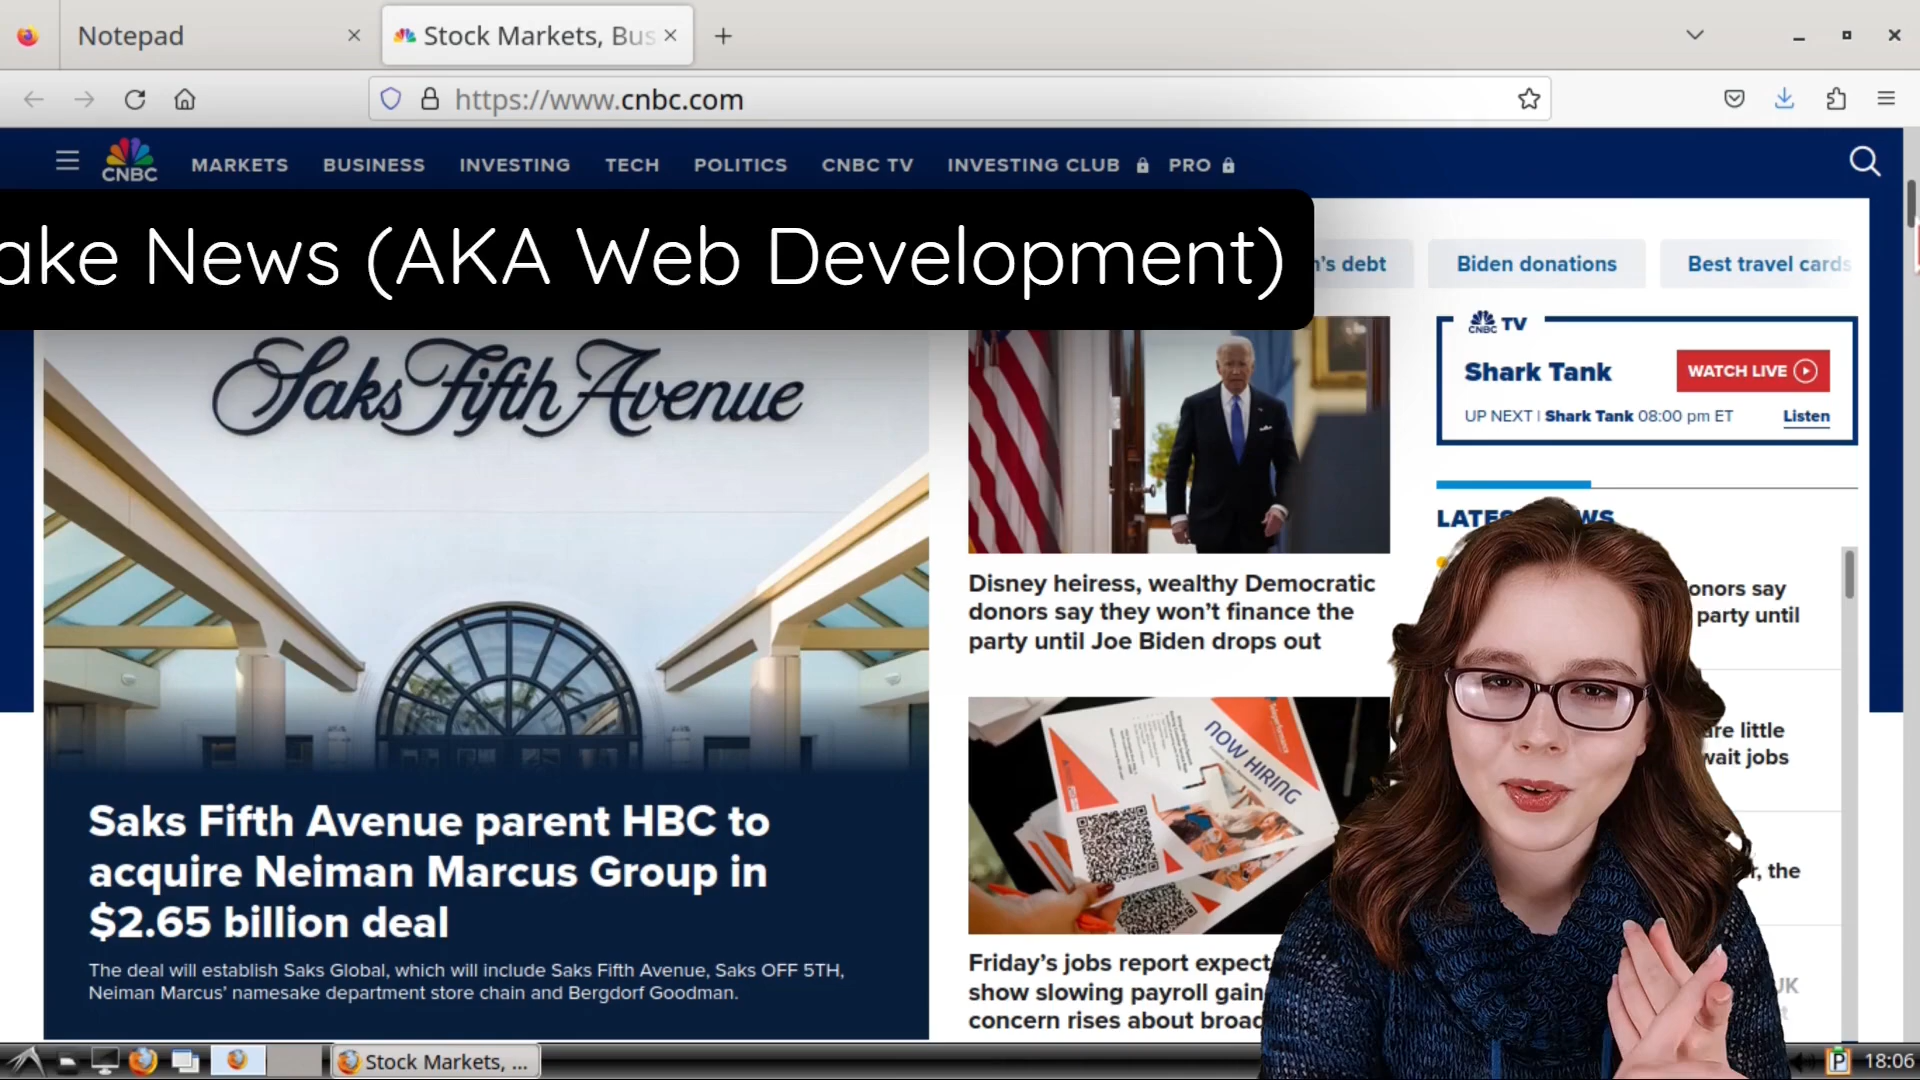 Notepad
Stock Markets, Bus
https://www.cnbc.com
CNBC
MARKETS
BUSINESS
INVESTING
TECH
POLITICS
CNBC TV
INVESTING CLUB
PRO
ake News (AKA Web Development)
n's debt
Biden donations
Best travel cards
CNBC TV
Shark Tank
WATCH LIVE
UP NEXT | Shark Tank 08:00 pm ET
Listen
Saks Fifth Avenue
Saks Fifth Avenue parent HBC to
acquire Neiman Marcus Group in
$2.65 billion deal
The deal will establish Saks Global, which will include Saks Fifth Avenue, Saks OFF 5TH,
Neiman Marcus’ namesake department store chain and Bergdorf Goodman.
Disney heiress, wealthy Democratic
donors say they won’t finance the
party until Joe Biden drops out
NOW HIRING
Friday’s jobs report expect
show slowing payroll gain
concern rises about broad
onors say
party until
are little
wait jobs
the
UK
Stock Markets, ...
P
18:06